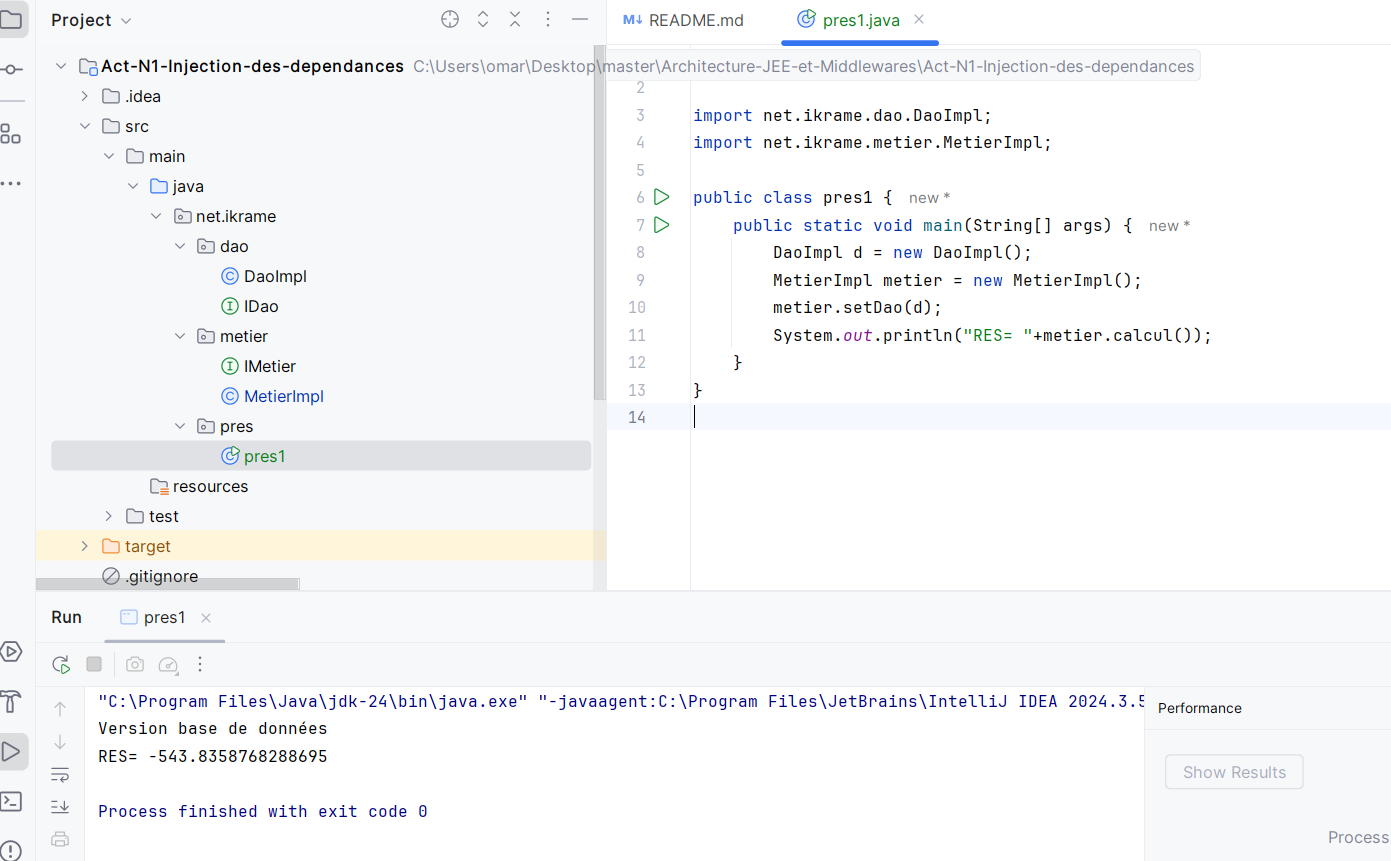 Project
Act-N1-Injection-des-dependances C:\Users\omar\Desktop\master\Architecture-JEE-et-Middlewares\Act-N1-Injection-des-dependances
.idea
src
main
java
net.ikrame
dao
DaoImpl
IDao
metier
IMetier
MetierImpl
pres
pres1
resources
test
target
.gitignore
README.md
pres1.java
2
3 import net.ikrame.dao.DaoImpl;
4 import net.ikrame.metier.MetierImpl;
5
6 public class pres1 { new *
7 public static void main(String[] args) { new *
8 DaoImpl d = new DaoImpl();
9 MetierImpl metier = new MetierImpl();
10 metier.setDao(d);
11 System.out.println("RES= "+metier.calcul());
12 }
13 }
14
Run pres1
"C:\Program Files\Java\jdk-24\bin\java.exe" "-javaagent:C:\Program Files\JetBrains\IntelliJ IDEA 2024.3.5
Version base de données
RES= -543.8358768288695
Process finished with exit code 0
Performance
Show Results
Process